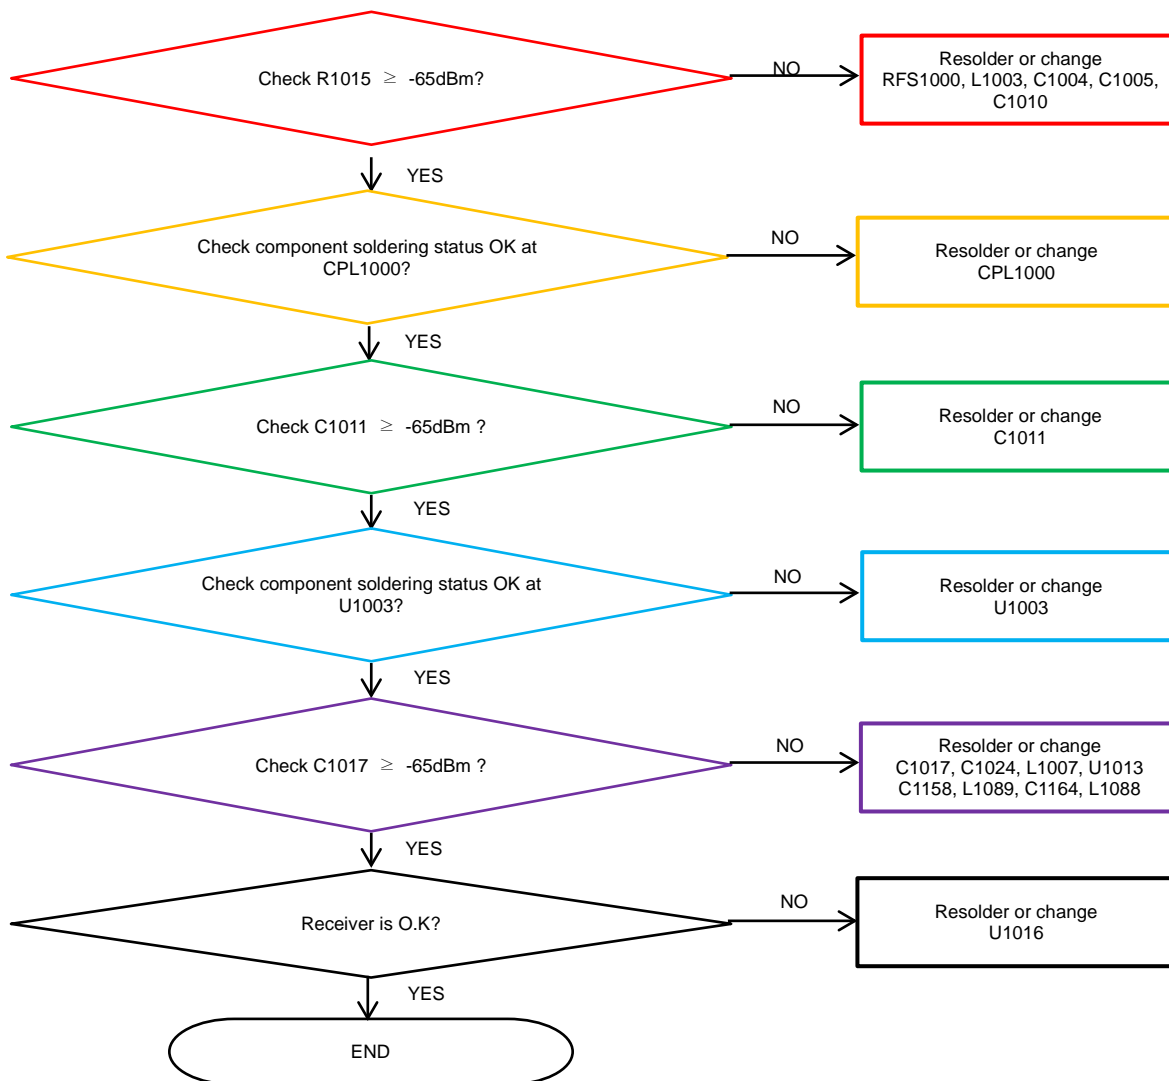 Check R1015 ≥ -65dBm?
NO
Resolder or change
RFS1000, L1003, C1004, C1005,
C1010
YES
Check component soldering status OK at
CPL1000?
NO
Resolder or change
CPL1000
YES
Check C1011 ≥ -65dBm ?
NO
Resolder or change
C1011
YES
Check component soldering status OK at
U1003?
NO
Resolder or change
U1003
YES
Check C1017 ≥ -65dBm ?
NO
Resolder or change
C1017, C1024, L1007, U1013
C1158, L1089, C1164, L1088
YES
Receiver is O.K?
NO
Resolder or change
U1016
YES
END